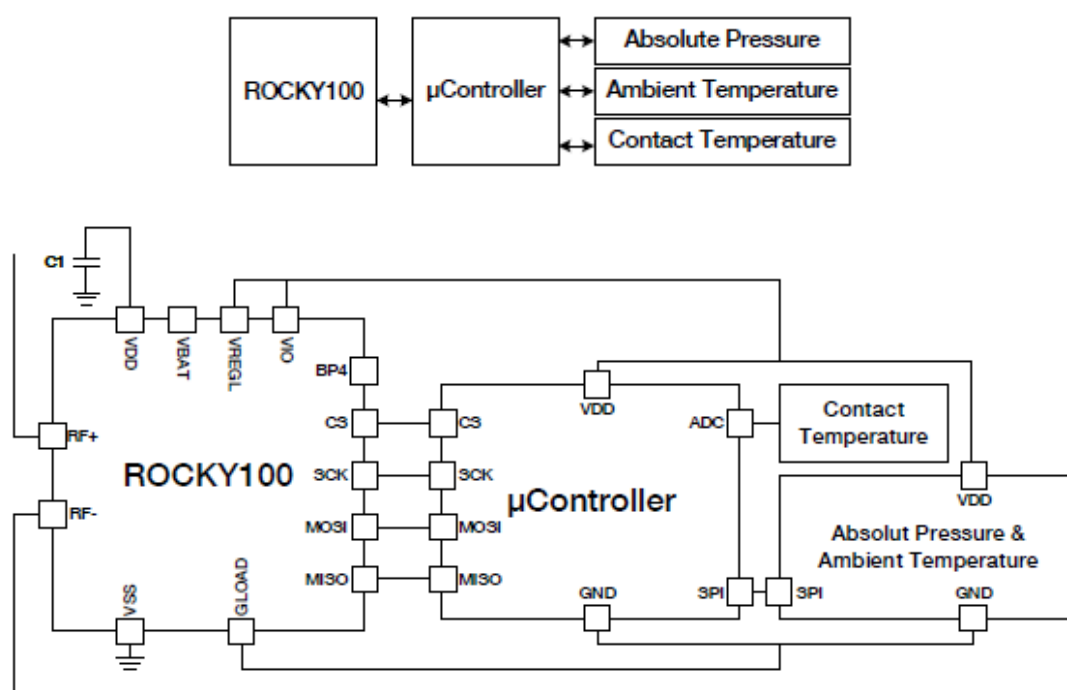 ROCKY100
µController
Absolute Pressure
Ambient Temperature
Contact Temperature
C1
VDD
VBAT
VREGL
VIO
BP4
CS
SCK
MOSI
MISO
RF+
RF-
ROCKY100
VSS
GLOAD
CS
SCK
MOSI
MISO
VDD
ADC
µController
GND
SPI
Contact
Temperature
VDD
Absolut Pressure &
Ambient Temperature
SPI
GND